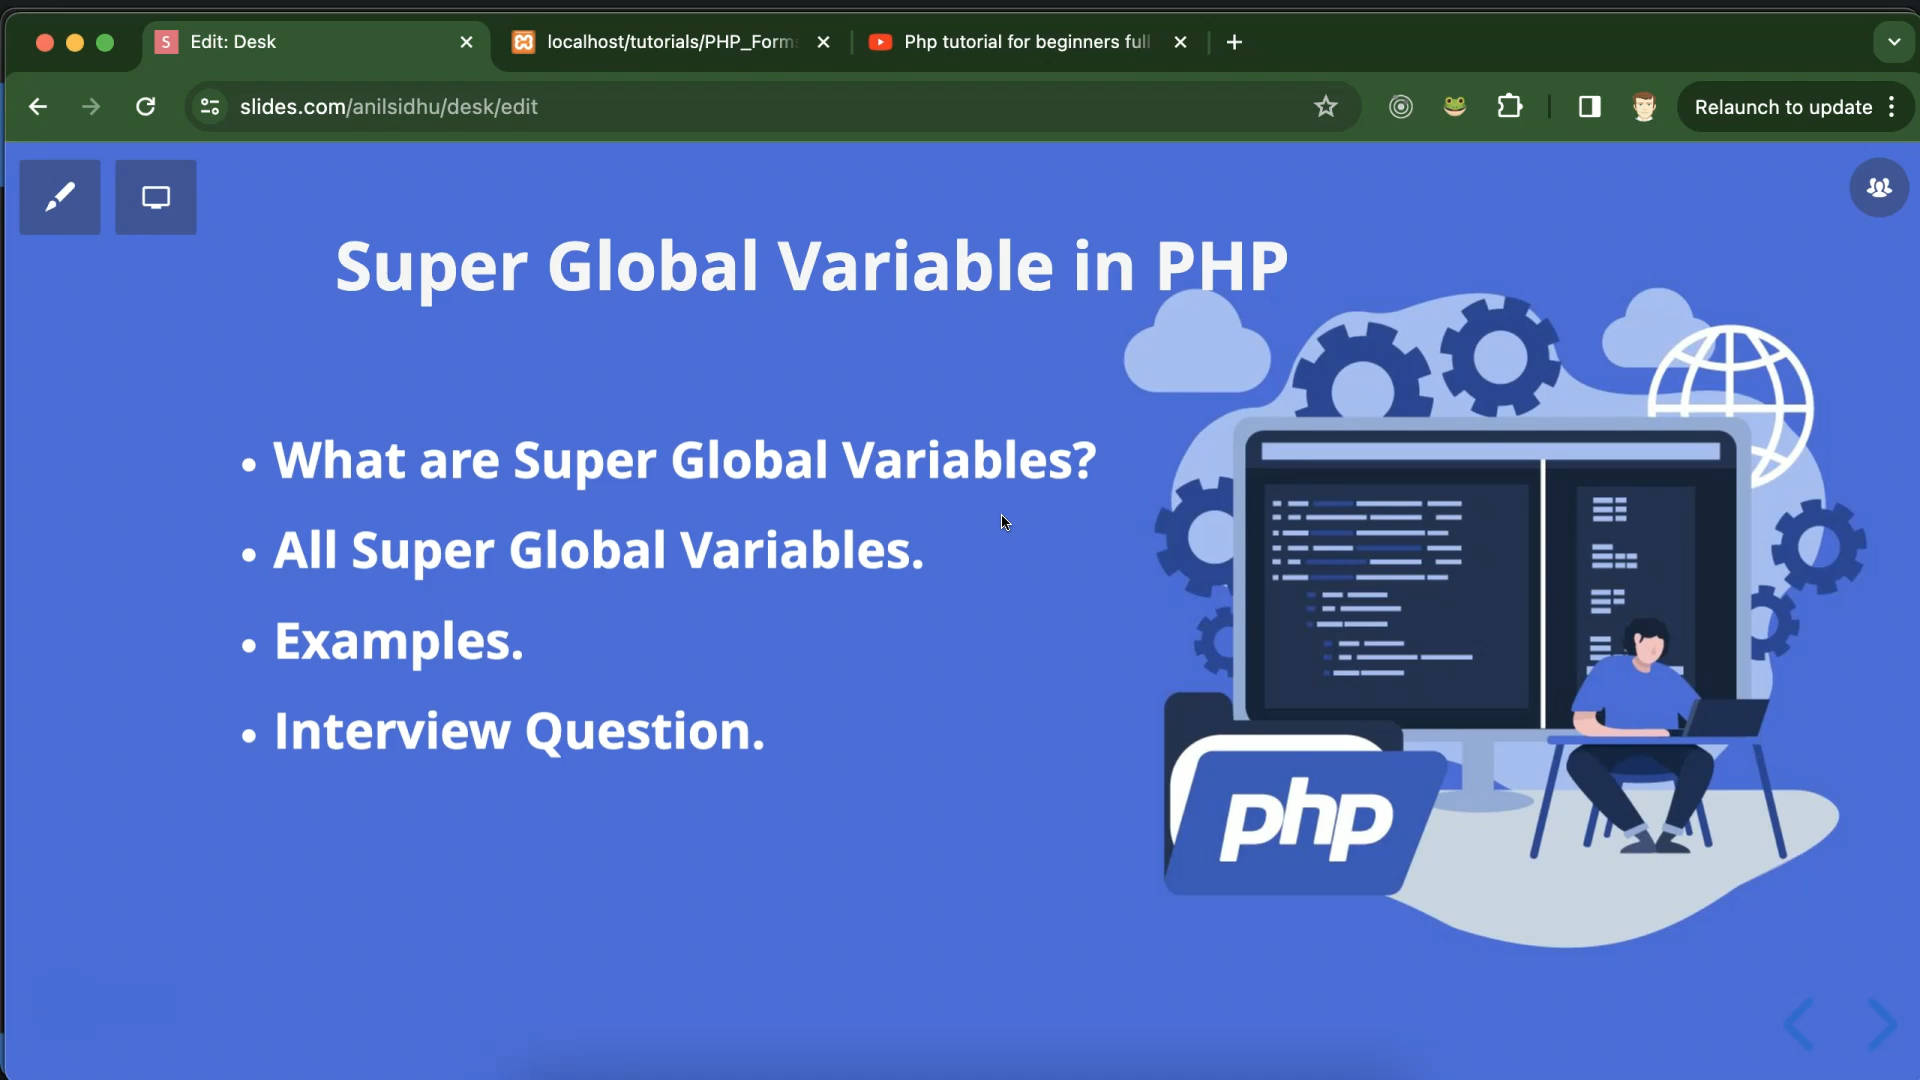 Edit: Desk
localhost/tutorials/PHP_Form
Php tutorial for beginners full
slides.com/anilsidhu/desk/edit
Relaunch to update
Super Global Variable in PHP
• What are Super Global Variables?
• All Super Global Variables.
• Examples.
• Interview Question.
php